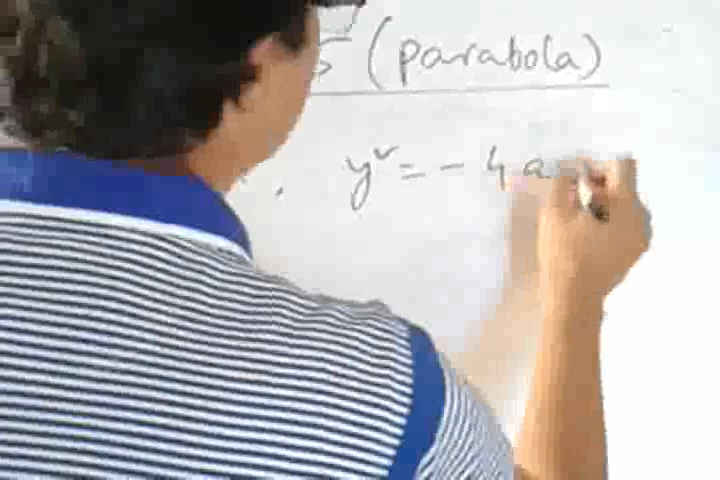 (parabola)
y² = - 4 a